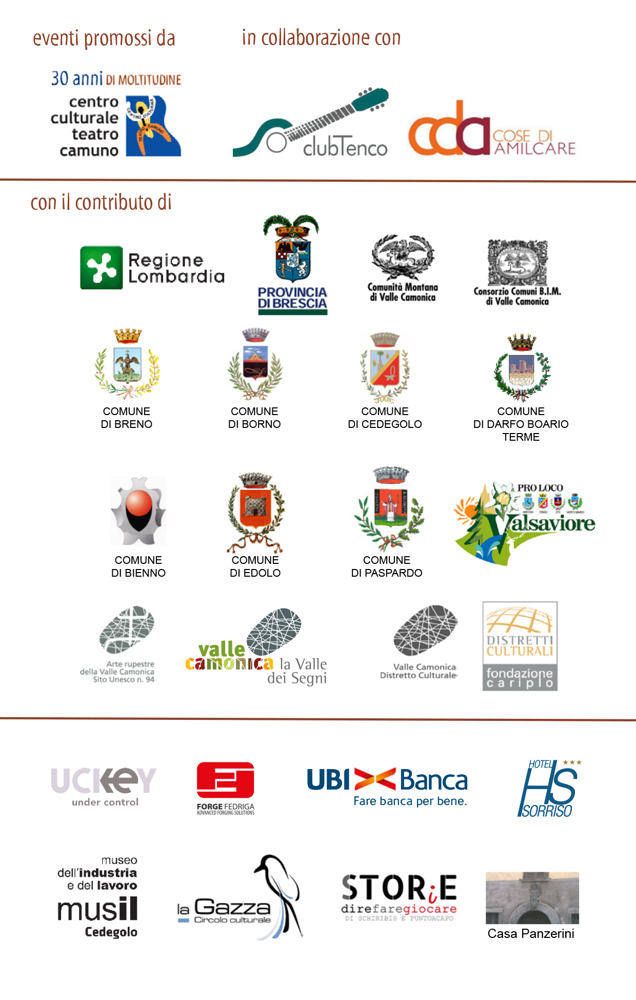 eventi promossi da
in collaborazione con
30 anni DI MOLTITUDINE
centro
culturale
teatro
camuno
CENTRO CULTURALE
TEATRO CAMUNO
clubTenco
cda COSE DI
AMILCARE
con il contributo di
Regione
Lombardia
PROVINCIA
DI BRESCIA
Comunità Montana
di Valle Camonica
Consorzio Comuni B.I.M.
di Valle Camonica
COMUNE
DI BRENO
COMUNE
DI BORNO
COMUNE
DI CEDEGOLO
COMUNE
DI DARFO BOARIO
TERME
COMUNE
DI BIENNO
COMUNE
DI EDOLO
COMUNE
DI PASPARDO
PRO LOCO
Valsaviore
Arte rupestre
della Valle Camonica
Sito Unesco n. 94
valle
camonica la Valle
dei Segni
Valle Camonica
Distretto Culturale
DISTRETTI
CULTURALI
fondazione
cariplo
UCKEY
under control
FORGE FEDRIGA
ADVANCED FORGING SOLUTIONS
UBI Banca
Fare banca per bene.
HOTEL
HS
SORRISO
museo
dell'industria
e del lavoro
musil
Cedegolo
la Gazza
Circolo culturale
STORiE
direfaregiocare
DI SCHIRIBIS E PUNTOACAPO
Casa Panzerini